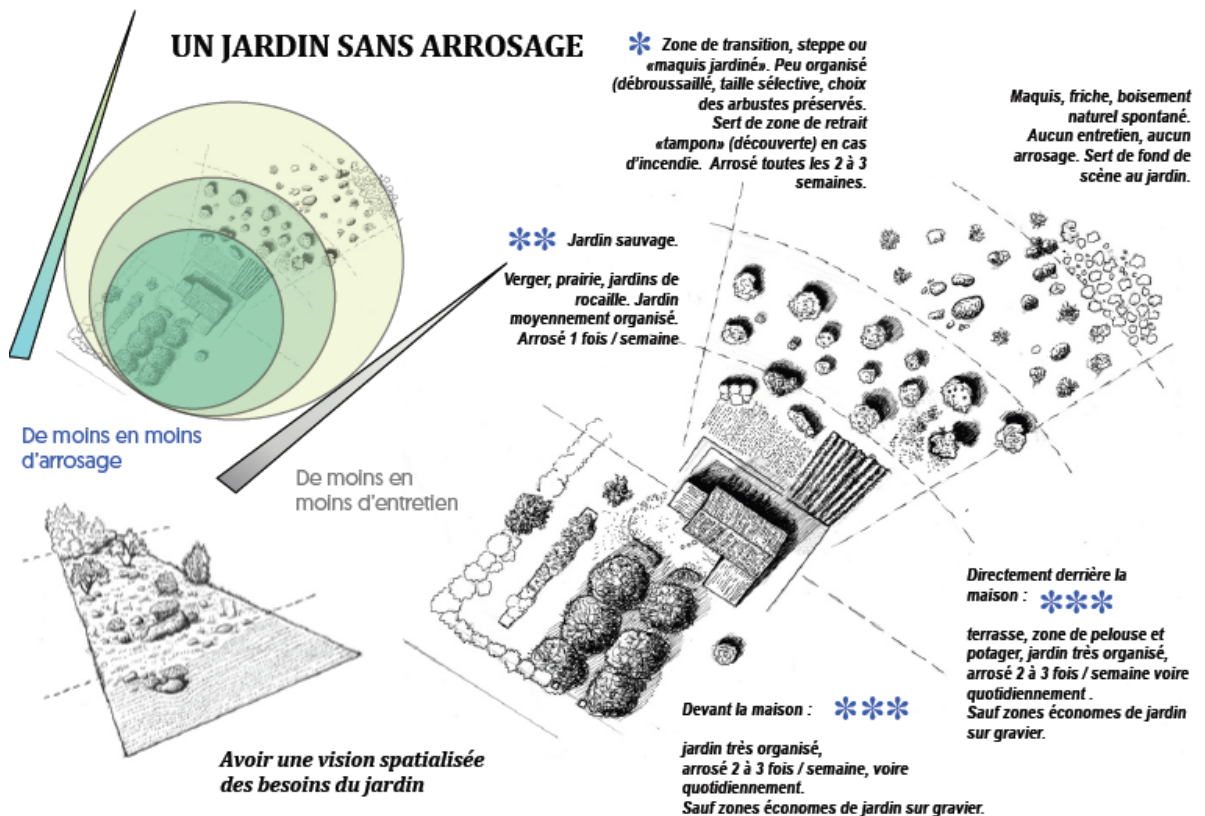 UN JARDIN SANS ARROSAGE
* Zone de transition, steppe ou
«maquis jardiné». Peu organisé
(débroussaillé, taille sélective, choix
des arbustes préservés.
Sert de zone de retrait
«tampon» (découverte) en cas
d'incendie. Arrosé toutes les 2 à 3
semaines.
Maquis, friche, boisement
naturel spontané.
Aucun entretien, aucun
arrosage. Sert de fond de
scène au jardin.
** Jardin sauvage.
Verger, prairie, jardins de
rocaille. Jardin
moyennement organisé.
Arrosé 1 fois / semaine
De moins en moins
d'arrosage
De moins en
moins d'entretien
Directement derrière la
maison : ***
terrasse, zone de pelouse et
potager, jardin très organisé,
arrosé 2 à 3 fois / semaine voire
quotidiennement .
Sauf zones économes de jardin
sur gravier.
Devant la maison : ***
jardin très organisé,
arrosé 2 à 3 fois / semaine, voire
quotidiennement.
Sauf zones économes de jardin sur gravier.
Avoir une vision spatialisée
des besoins du jardin